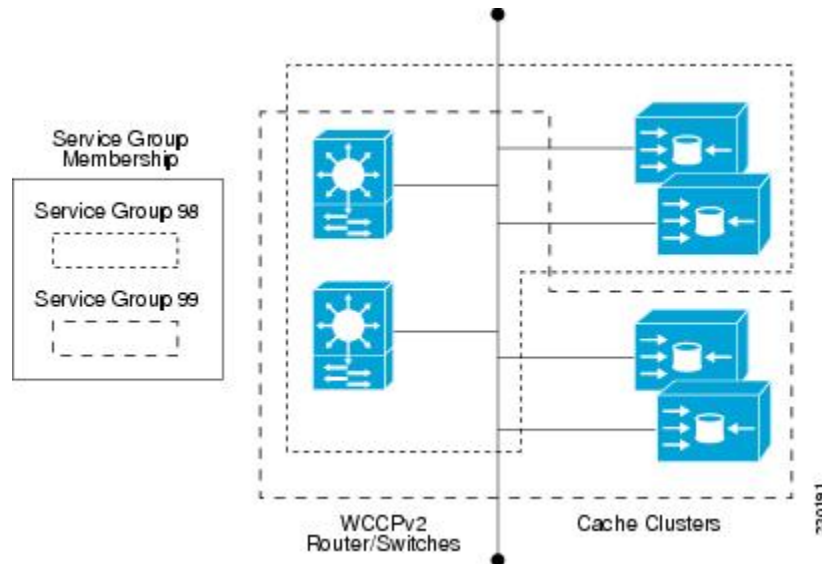 Service Group
Membership
Service Group 98
Service Group 99
WCCPv2
Router/Switches
Cache Clusters